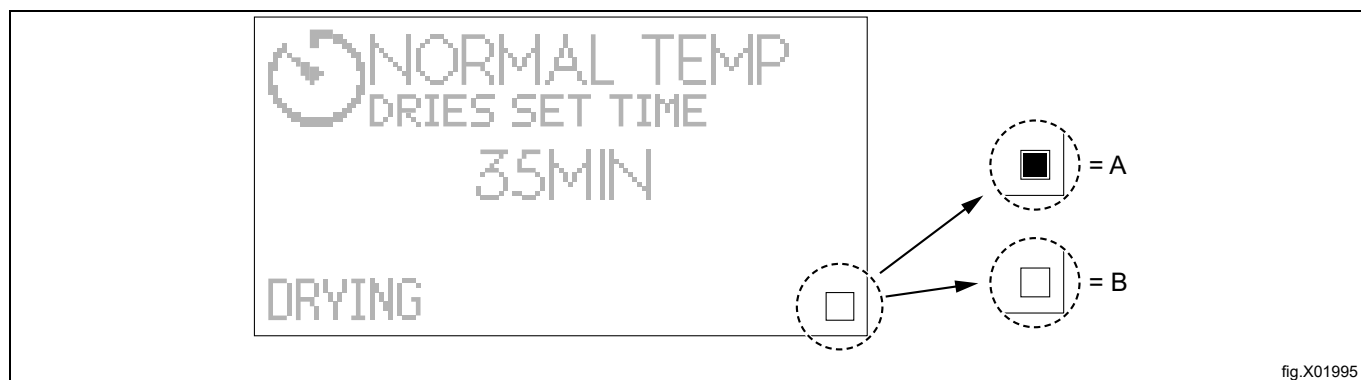 NORMAL TEMP
DRIES SET TIME
35MIN
= A
= B
DRYING
fig.X01995